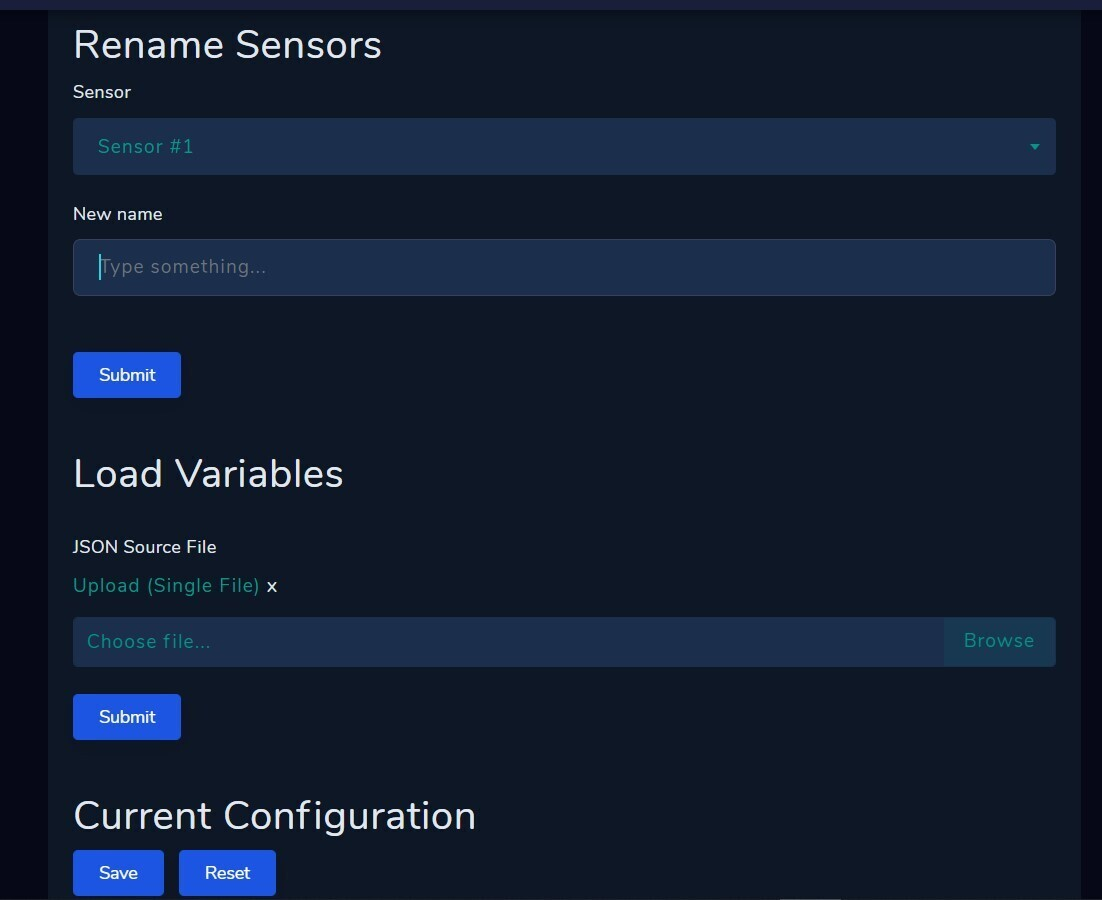 Rename Sensors
Sensor
Sensor #1
New name
Type something...
Submit
Load Variables
JSON Source File
Upload (Single File) x
Choose file... Browse
Submit
Current Configuration
Save Reset